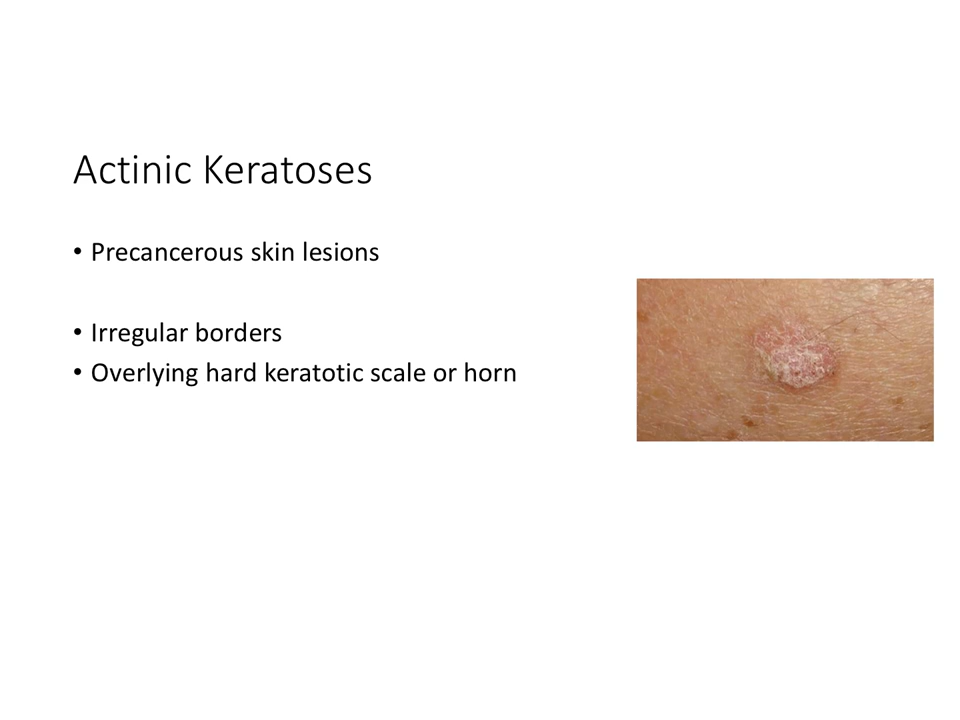 Actinic Keratoses
• Precancerous skin lesions
• Irregular borders
• Overlying hard keratotic scale or horn